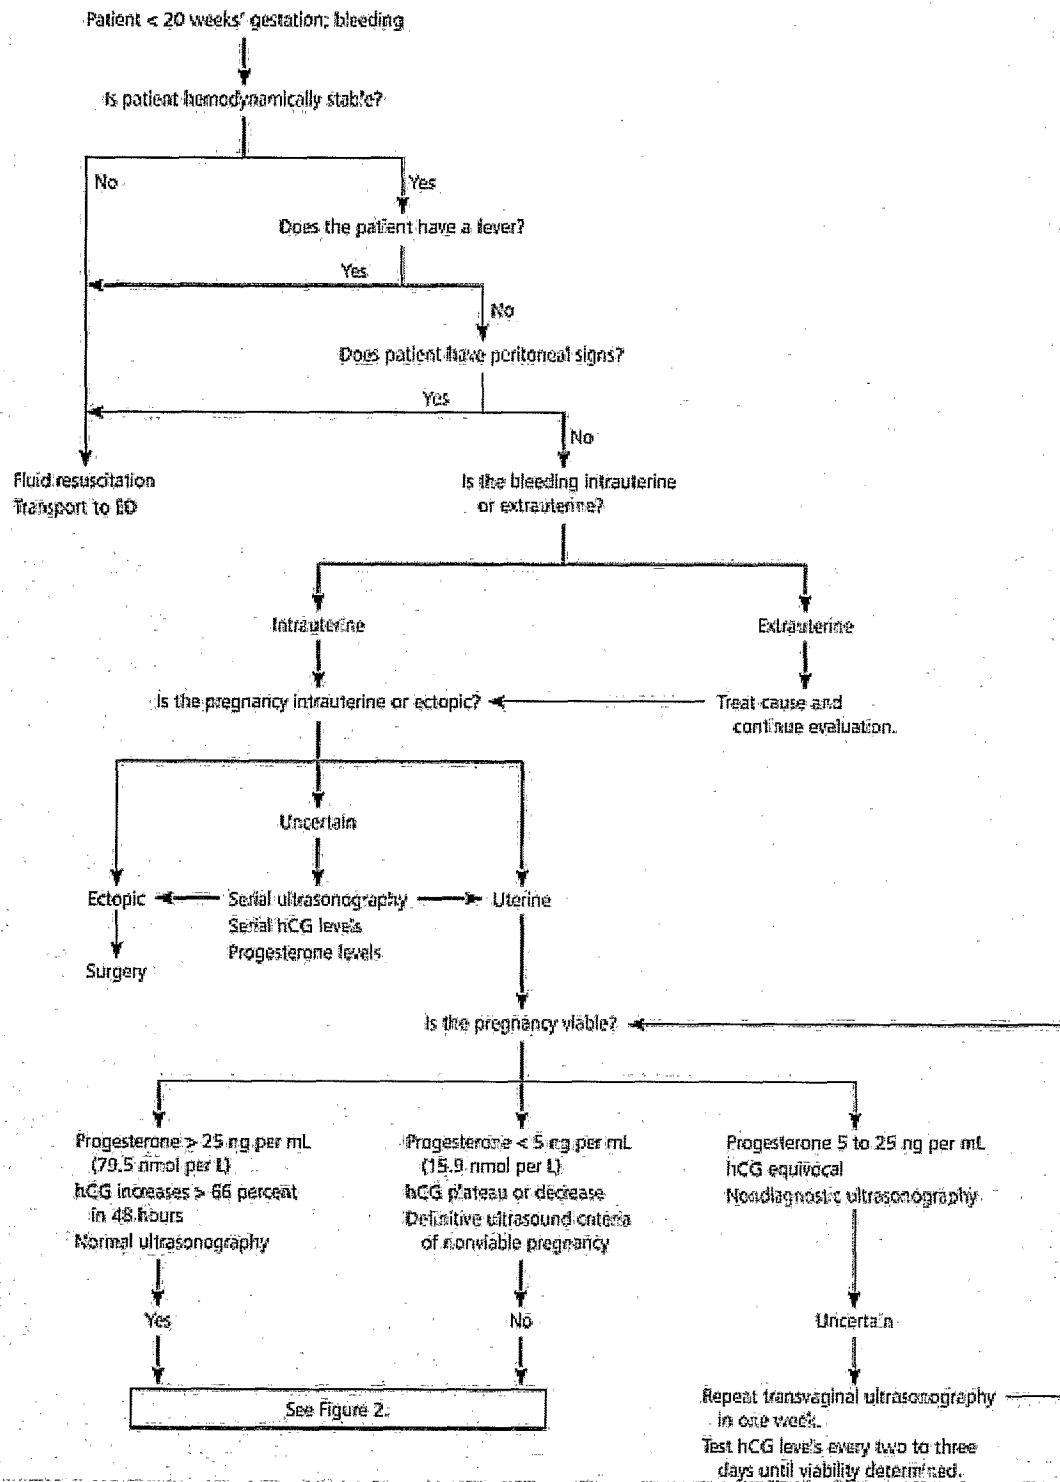 Patient < 20 weeks' gestation; bleeding
Is patient hemodynamically stable?
No
Yes
Does the patient have a fever?
Yes
No
Does patient have peritoneal signs?
Yes
No
Fluid resuscitation
Transport to ED
Is the bleeding intrauterine
or extrauterine?
Intrauterine
Extrauterine
Is the pregnancy intrauterine or ectopic?
Treat cause and
continue evaluation.
Uncertain
Ectopic
Serial ultrasonography
Serial hCG levels
Progesterone levels
Uterine
Surgery
Is the pregnancy viable?
Progesterone > 25 ng per mL
(79.5 nmol per L)
hCG increases > 66 percent
in 48 hours
Normal ultrasonography
Progesterone < 5 ng per mL
(15.9 nmol per L)
hCG plateau or decrease
Definitive ultrasound criteria
of nonviable pregnancy
Progesterone 5 to 25 ng per mL
hCG equivocal
Nondiagnostic ultrasonography
Yes
No
Uncertain
See Figure 2.
Repeat transvaginal ultrasonography
in one week.
Test hCG levels every two to three
days until viability determined.